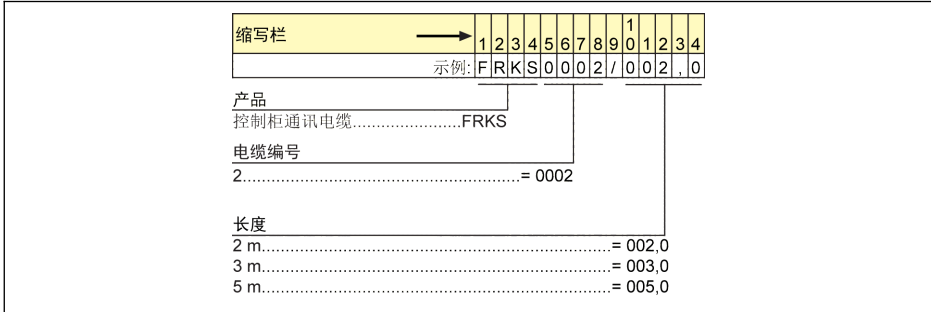 缩写栏 1 2 3 4 5 6 7 8 9 10 1 2 3 4
示例: F R K S 0 0 0 2 / 0 0 2 , 0
产品
控制柜通讯电缆......................FRKS
电缆编号
2.........................................................= 0002
长度
2 m........................................................................= 002,0
3 m........................................................................= 003,0
5 m........................................................................= 005,0